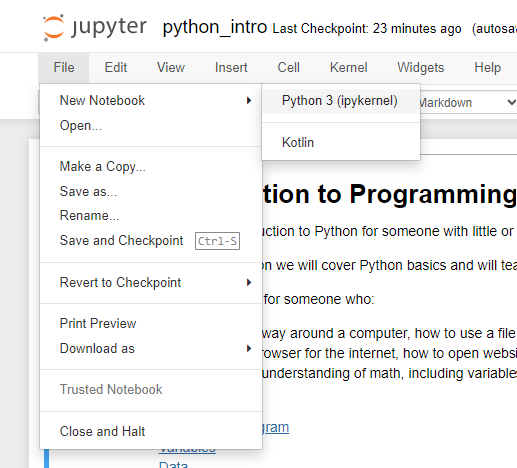 jupyter python_intro Last Checkpoint: 23 minutes ago (autosa
File Edit View Insert Cell Kernel Widgets Help
New Notebook
Python 3 (ipykernel)
Markdown
Open...
Kotlin
Make a Copy...
Save as...
Rename...
Save and Checkpoint Ctrl-S
Revert to Checkpoint
Print Preview
Download as
Trusted Notebook
Close and Halt
tion to Programming
uction to Python for someone with little or
on we will cover Python basics and will tea
for someone who:
way around a computer, how to use a file
rowser for the internet, how to open websi
understanding of math, including variable
gram
Variables
Data